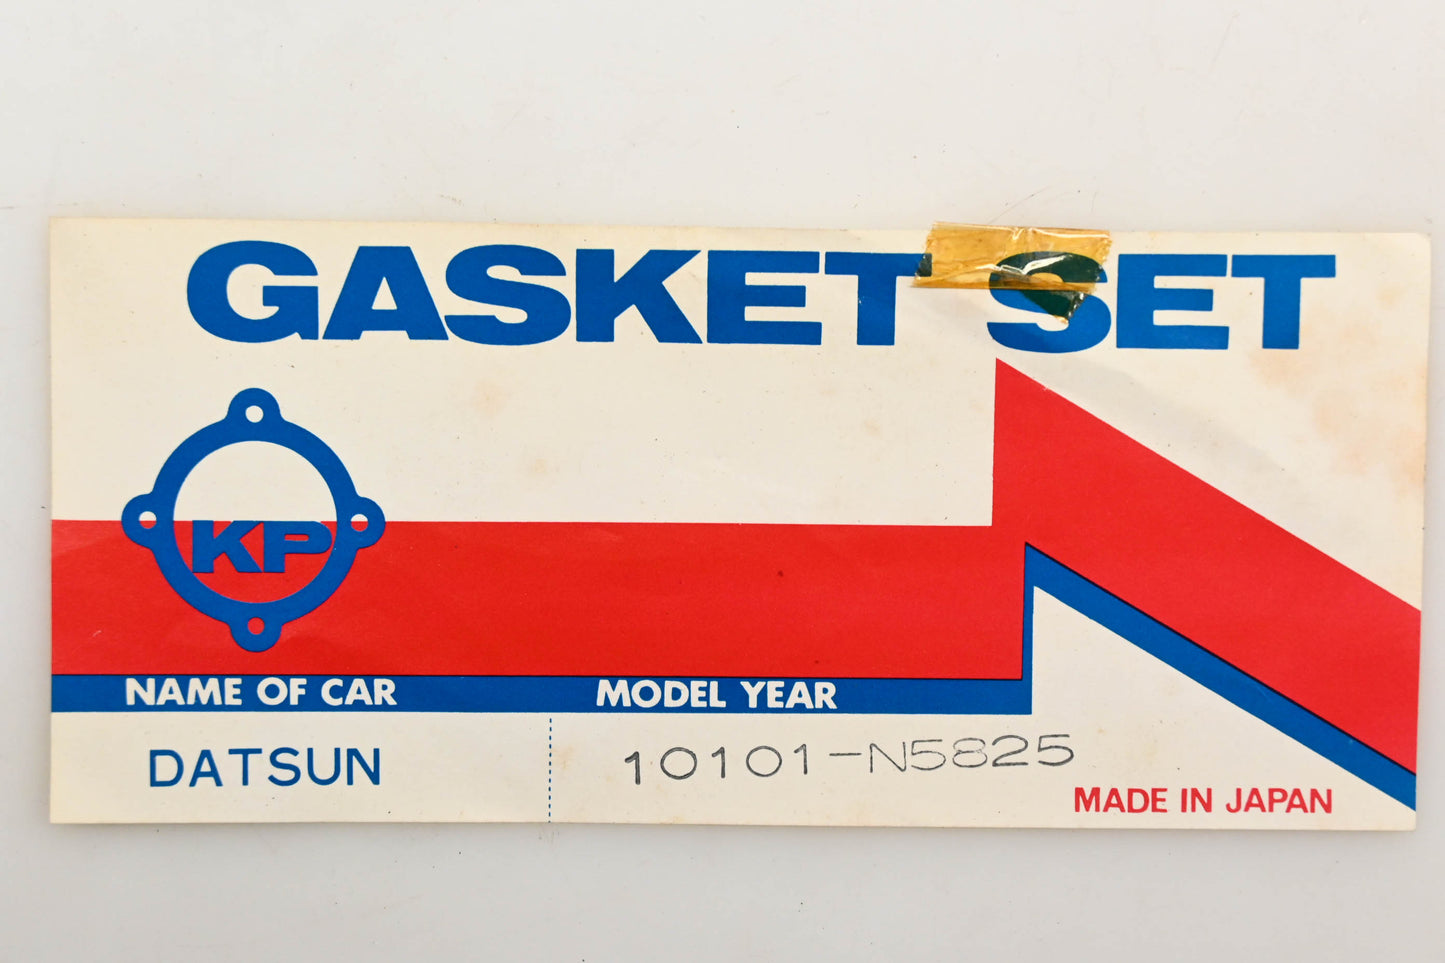 GASKET SET
KP
NAME OF CAR MODEL YEAR
DATSUN 10101-N5825
MADE IN JAPAN